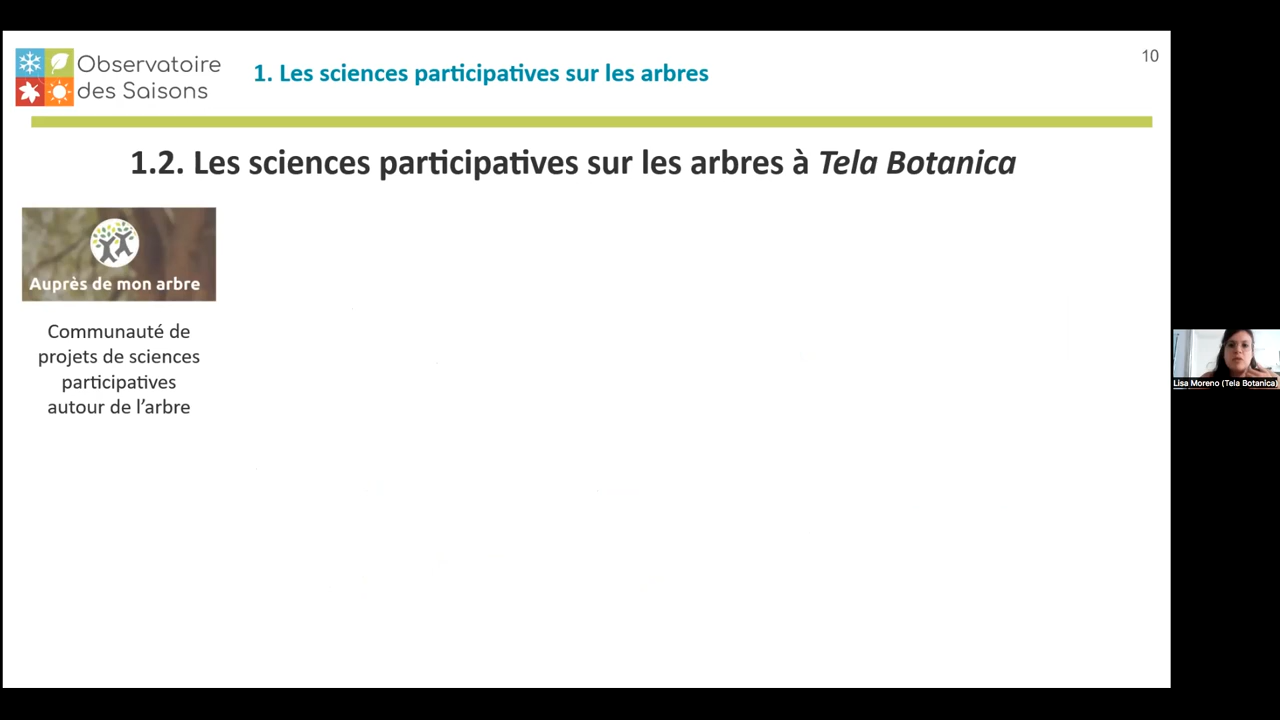 Observatoire
des Saisons
1. Les sciences participatives sur les arbres
10
1.2. Les sciences participatives sur les arbres à Tela Botanica
Auprès de mon arbre
Communauté de
projets de sciences
participatives
autour de l'arbre
Lisa Moreno (Tela Botanica)